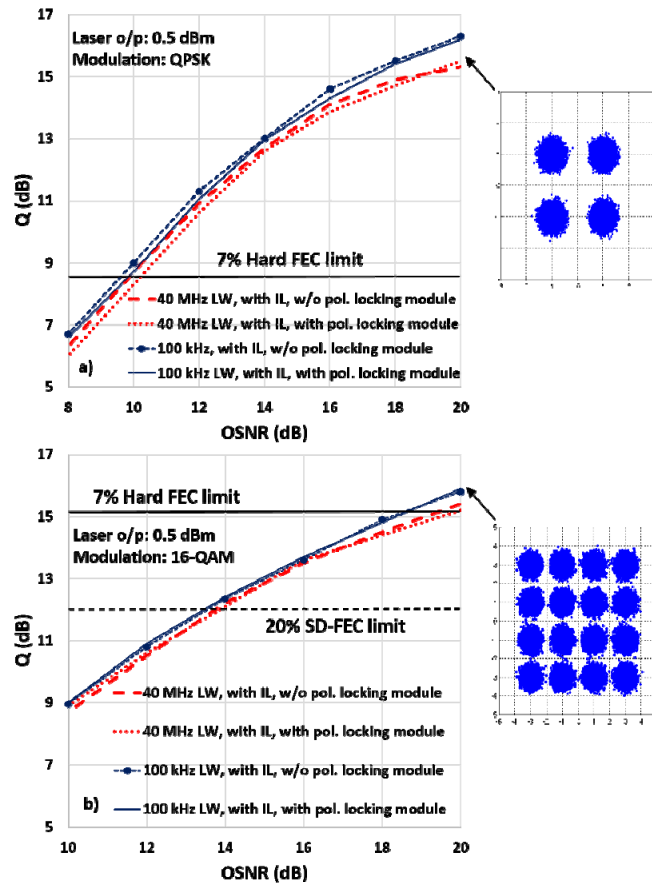 17
15
13
11
9
7
5
Q (dB)
Laser o/p: 0.5 dBm
Modulation: QPSK
7% Hard FEC limit
40 MHz LW, with IL, w/o pol. locking module
40 MHz LW, with IL, with pol. locking module
100 kHz, with IL, w/o pol. locking module
100 kHz LW, with IL, with pol. locking module
a)
8 10 12 14 16 18 20
OSNR (dB)
17
15
13
11
9
7
5
Q (dB)
7% Hard FEC limit
Laser o/p: 0.5 dBm
Modulation: 16-QAM
20% SD-FEC limit
40 MHz LW, with IL, w/o pol. locking module
40 MHz LW, with IL, with pol. locking module
100 kHz LW, with IL, w/o pol. locking module
100 kHz LW, with IL, with pol. locking module
b)
10 12 14 16 18 20
OSNR (dB)